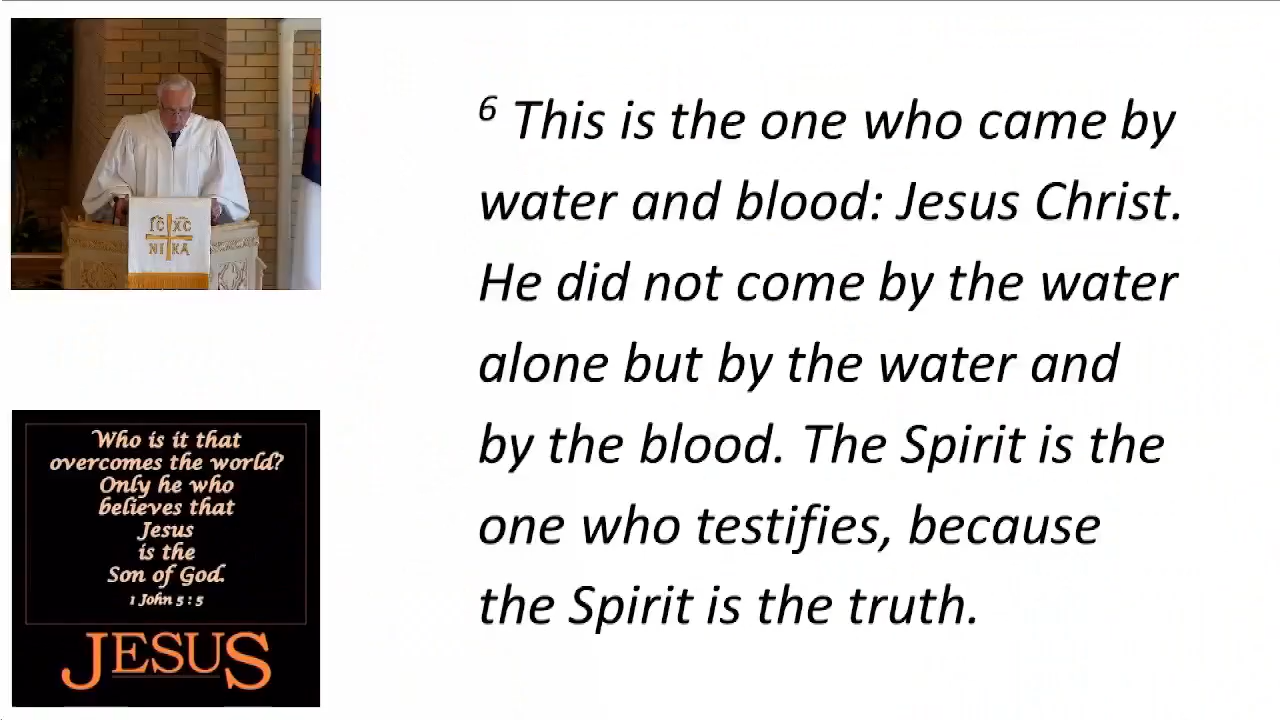 IC XC
NI KA
Who is it that
overcomes the world?
Only he who
believes that
Jesus
is the
Son of God.
1 John 5:5
JESUS
6 This is the one who came by
water and blood: Jesus Christ.
He did not come by the water
alone but by the water and
by the blood. The Spirit is the
one who testifies, because
the Spirit is the truth.